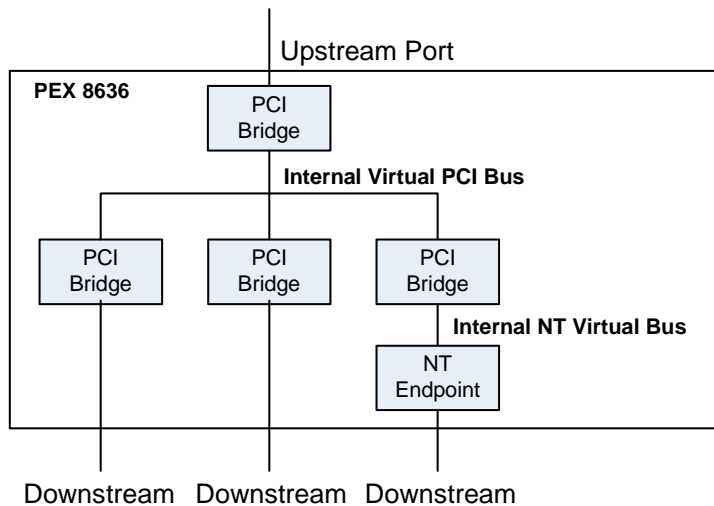 Upstream Port
PEX 8636
PCI
Bridge
Internal Virtual PCI Bus
PCI
Bridge
PCI
Bridge
PCI
Bridge
Internal NT Virtual Bus
NT
Endpoint
Downstream Downstream Downstream